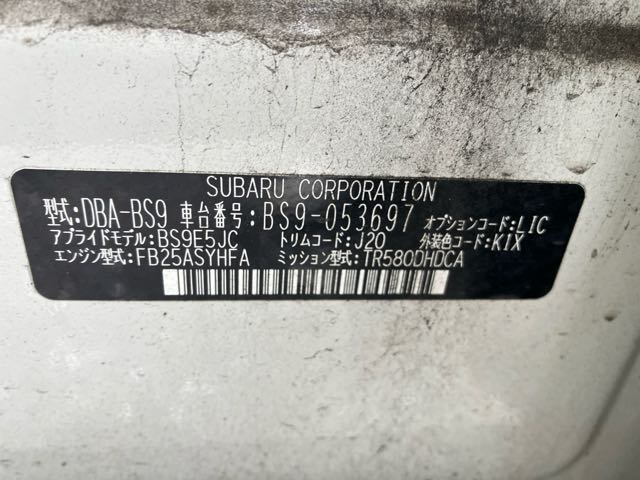 SUBARU CORPORATION
型式:DBA-BS9 車台番号:BS9-053697 オプションコード:LIC
アプライドモデル:BS9E5JC トリムコード:J20 外装色コード:K1X
エンジン型式:FB25ASYHFA ミッション型式:TR580DHDCA